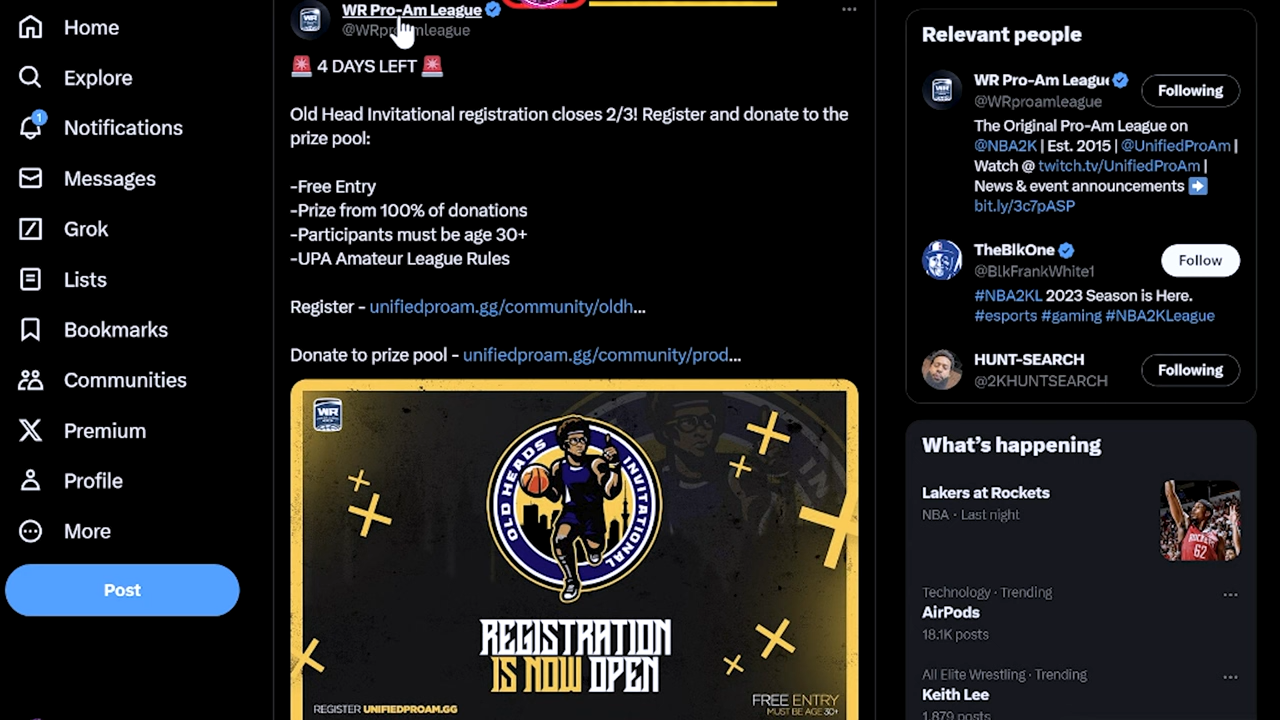 Home
Explore
1
Notifications
Messages
Grok
Lists
Bookmarks
Communities
Premium
Profile
More
Post
WR Pro-Am League
4 DAYS LEFT
Old Head Invitational registration closes 2/3! Register and donate to the
prize pool:
-Free Entry
-Prize from 100% of donations
-Participants must be age 30+
-UPA Amateur League Rules
Register - unifiedproam.gg/community/oldh...
Donate to prize pool - unifiedproam.gg/community/prod...
WR
OLD HEADS INVITATIONAL
REGISTRATION
IS NOW OPEN
REGISTER UNIFIEDPROAM.GG
FREE ENTRY
MUST BE AGE 30+
Relevant people
WR Pro-Am League
@WRproamleague
Following
The Original Pro-Am League on
@NBA2K | Est. 2015 | @UnifiedProAm |
Watch @ twitch.tv/UnifiedProAm |
News & event announcements
bit.ly/3c7pASP
TheBlkOne
@BlkFrankWhite1
Follow
#NBA2KL 2023 Season is Here.
#esports #gaming #NBA2KLeague
HUNT-SEARCH
@2KHUNTSEARCH
Following
What's happening
Lakers at Rockets
NBA · Last night
Technology · Trending
AirPods
18.1K posts
All Elite Wrestling · Trending
Keith Lee
1,879 posts